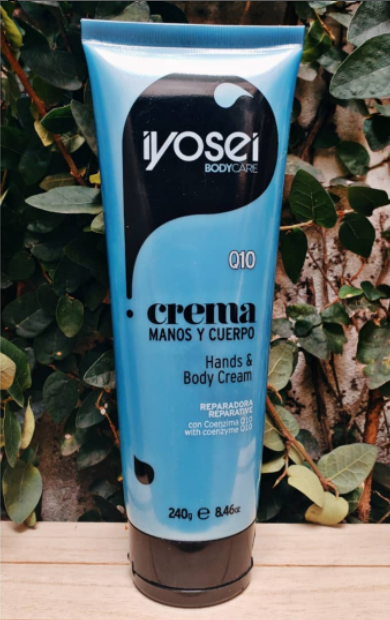 iyosei
BODYCARE
Q10
crema
MANOS Y CUERPO
Hands &
Body Cream
REPARADORA
REPARATIVE
con Coenzima Q10
with coenzyme Q10
240g e 8.46oz